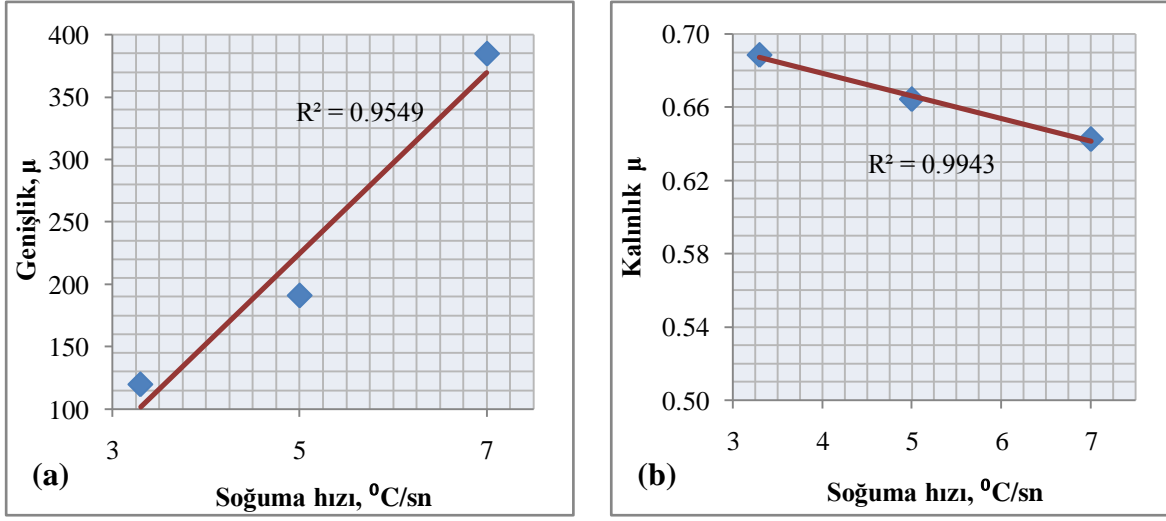 400
350
300
250
200
150
100
Genişlik, µ
R² = 0.9549
3 5 7
(a)
Soğuma hızı, ⁰C/sn
0.70
0.66
0.62
0.58
0.54
0.50
Kalınlık µ
R² = 0.9943
3 4 5 6 7
(b)
Soğuma hızı, ⁰C/sn